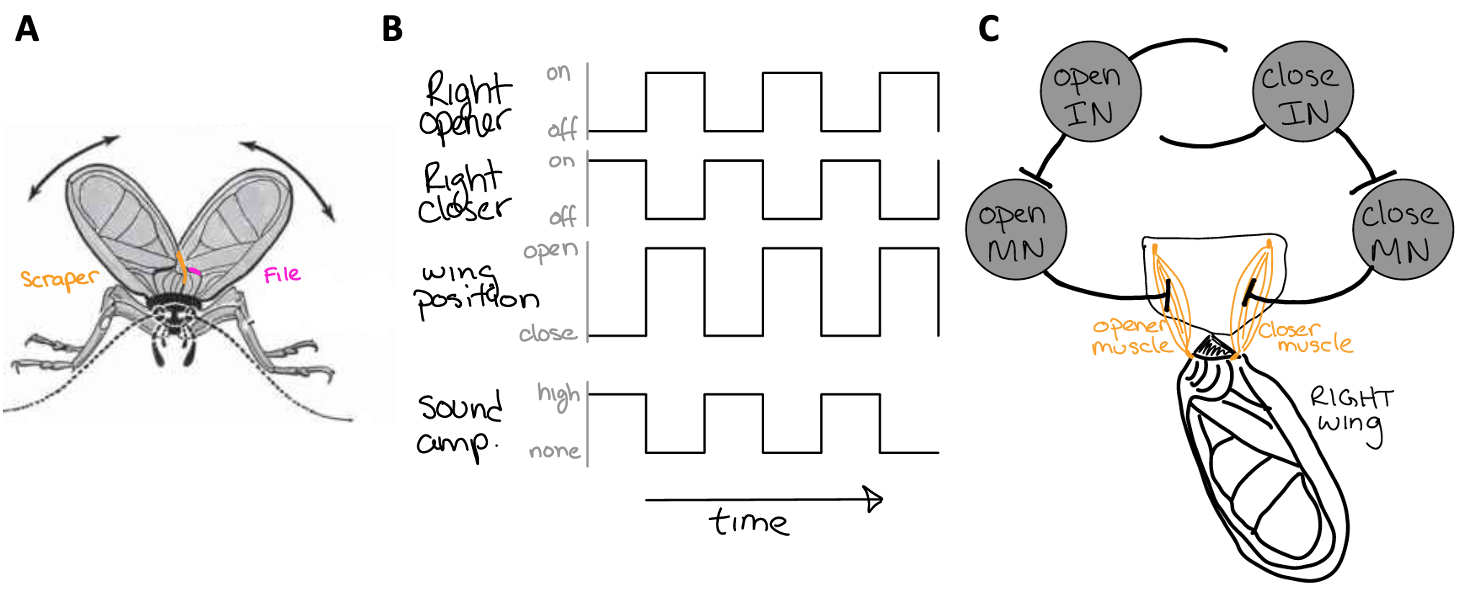 A
Scraper
File
B
Right
opener
on
off
Right
closer
on
off
wing
position
open
close
Sound
amp.
high
none
time
C
open
IN
close
IN
open
MN
close
MN
opener
muscle
closer
muscle
RIGHT
wing